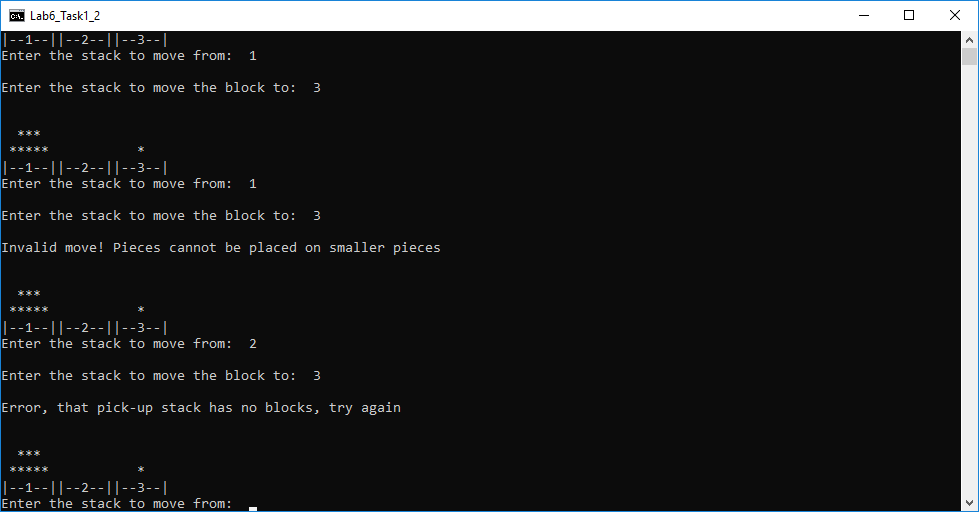 Lab6_Task1_2
|--1--||--2--||--3--|
Enter the stack to move from:  1
Enter the stack to move the block to:  3
  ***
 *****           *
|--1--||--2--||--3--|
Enter the stack to move from:  1
Enter the stack to move the block to:  3
Invalid move! Pieces cannot be placed on smaller pieces
  ***
 *****           *
|--1--||--2--||--3--|
Enter the stack to move from:  2
Enter the stack to move the block to:  3
Error, that pick-up stack has no blocks, try again
  ***
 *****           *
|--1--||--2--||--3--|
Enter the stack to move from: